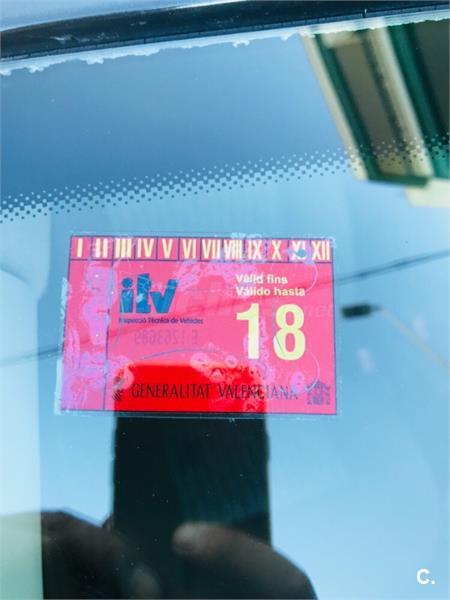 I II III IV V VI VII VIII IX X XI XII
itv
Inspecció Tècnica de Vehicles
Vàlid fins
Válido hasta
18
GENERALITAT VALENCIANA
C.